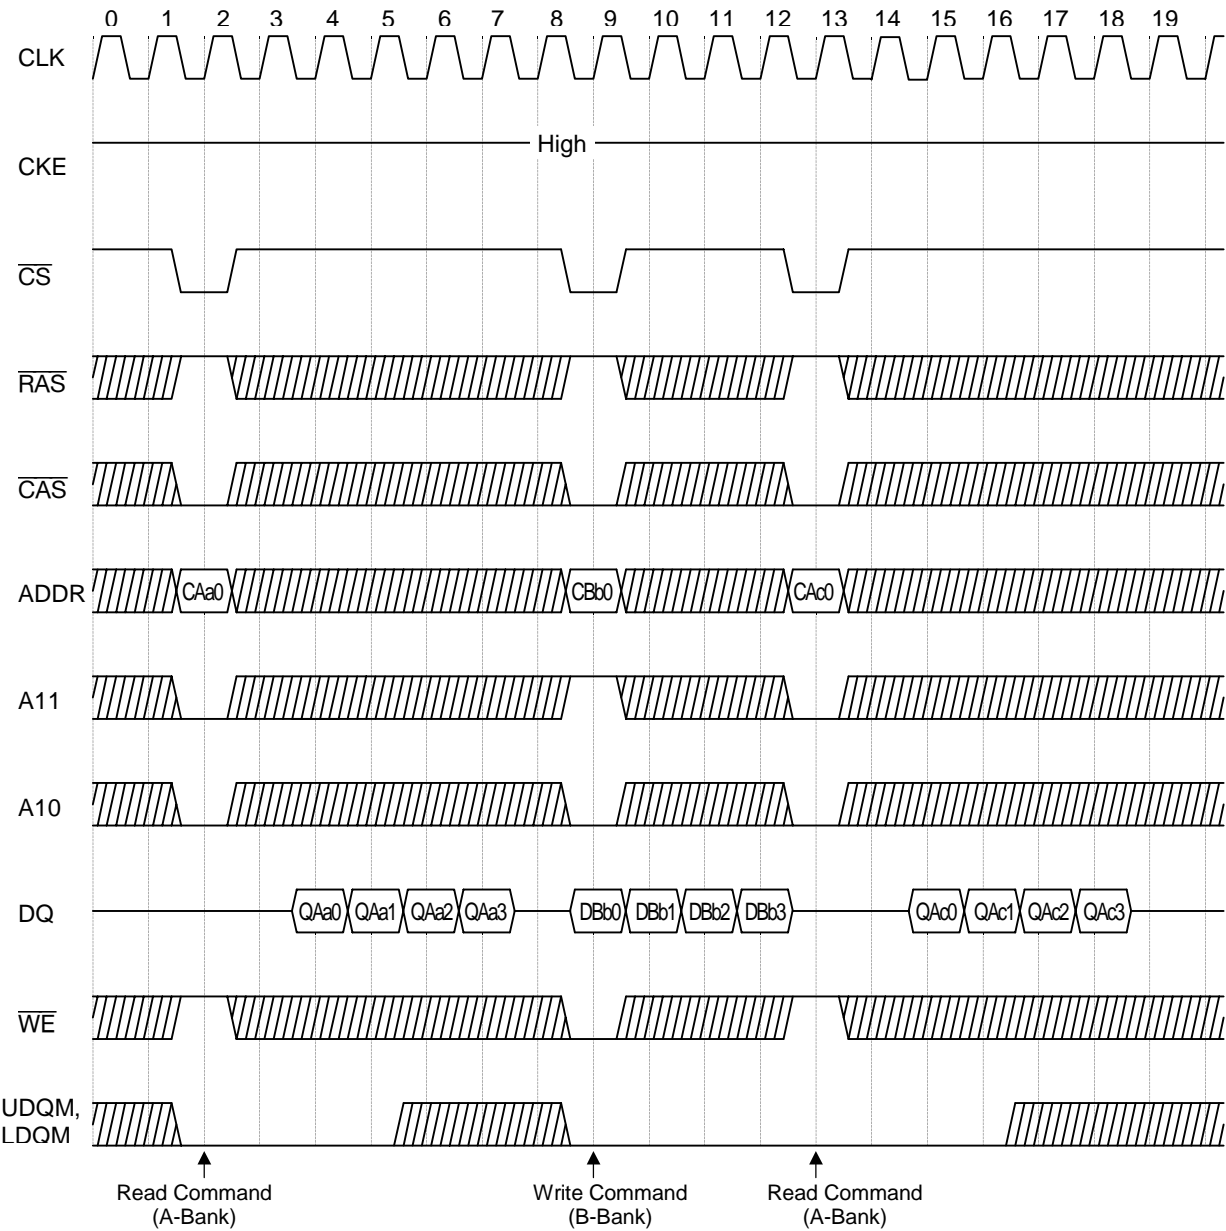 0 1 2 3 4 5 6 7 8 9 10 11 12 13 14 15 16 17 18 19
CLK
High
CKE
CS
RAS
CAS
ADDR CAa0 CBb0 CAc0
A11
A10
DQ QAa0 QAa1 QAa2 QAa3 DBb0 DBb1 DBb2 DBb3 QAc0 QAc1 QAc2 QAc3
WE
UDQM,
LDQM
Read Command Write Command Read Command
(A-Bank) (B-Bank) (A-Bank)